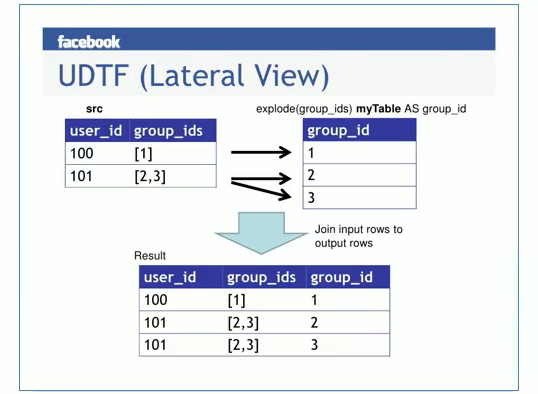 facebook
UDTF (Lateral View)
src
explode(group_ids) myTable AS group_id
user_id group_ids
100 [1]
101 [2,3]
group_id
1
2
3
Join input rows to
output rows
Result
user_id group_ids group_id
100 [1] 1
101 [2,3] 2
101 [2,3] 3